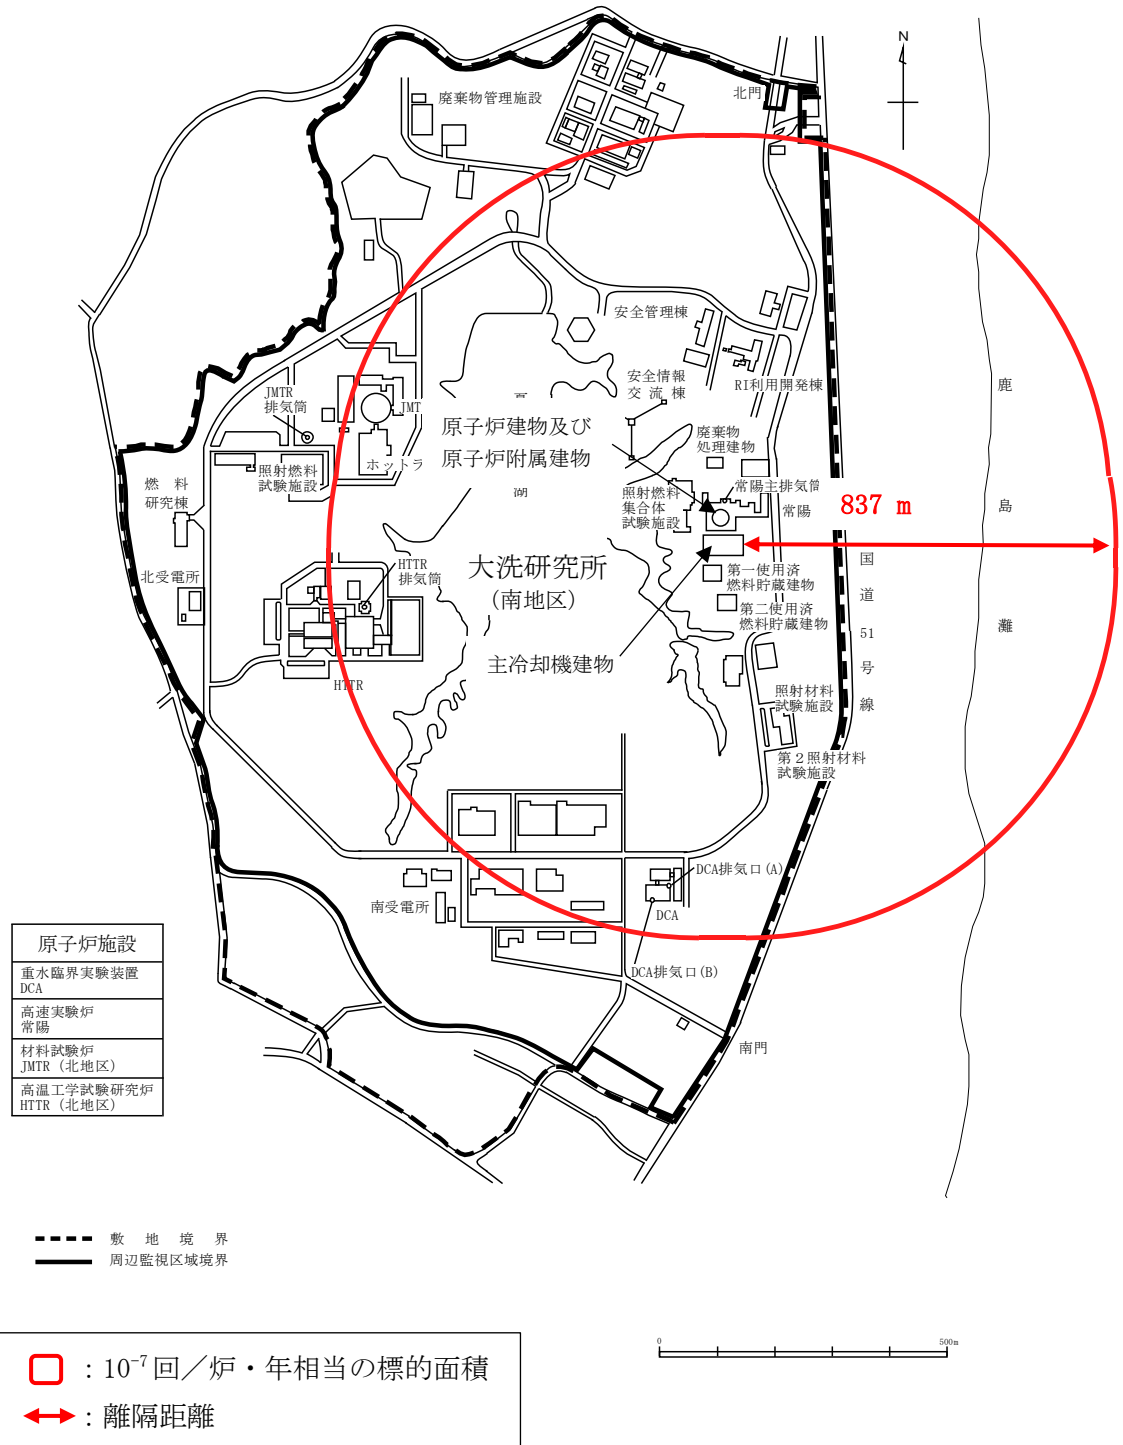 N
北門
廃棄物管理施設
安全管理棟
安全情報
交流棟
RI利用開発棟
鹿
島
灘
JMTR
排気筒
JMT
夏
原子炉建物及び
原子炉附属建物
湖
ホットラ
廃棄物
処理建物
照射燃料
試験施設
照射燃料
集合体
試験施設
常陽主排気筒
常陽
837 m
燃料
研究棟
大洗研究所
(南地区)
HTTR
排気筒
北受電所
第一使用済
燃料貯蔵建物
第二使用済
燃料貯蔵建物
国
道
51
号
線
主冷却機建物
HTTR
照射材料
試験施設
第2照射材料
試験施設
DCA排気口(A)
南受電所
DCA
DCA排気口(B)
南門
原子炉施設
重水臨界実験装置
DCA
高速実験炉
常陽
材料試験炉
JMTR (北地区)
高温工学試験研究炉
HTTR (北地区)
敷地境界
周辺監視区域境界
0 500m
：10⁻⁷回／炉・年相当の標的面積
：離隔距離